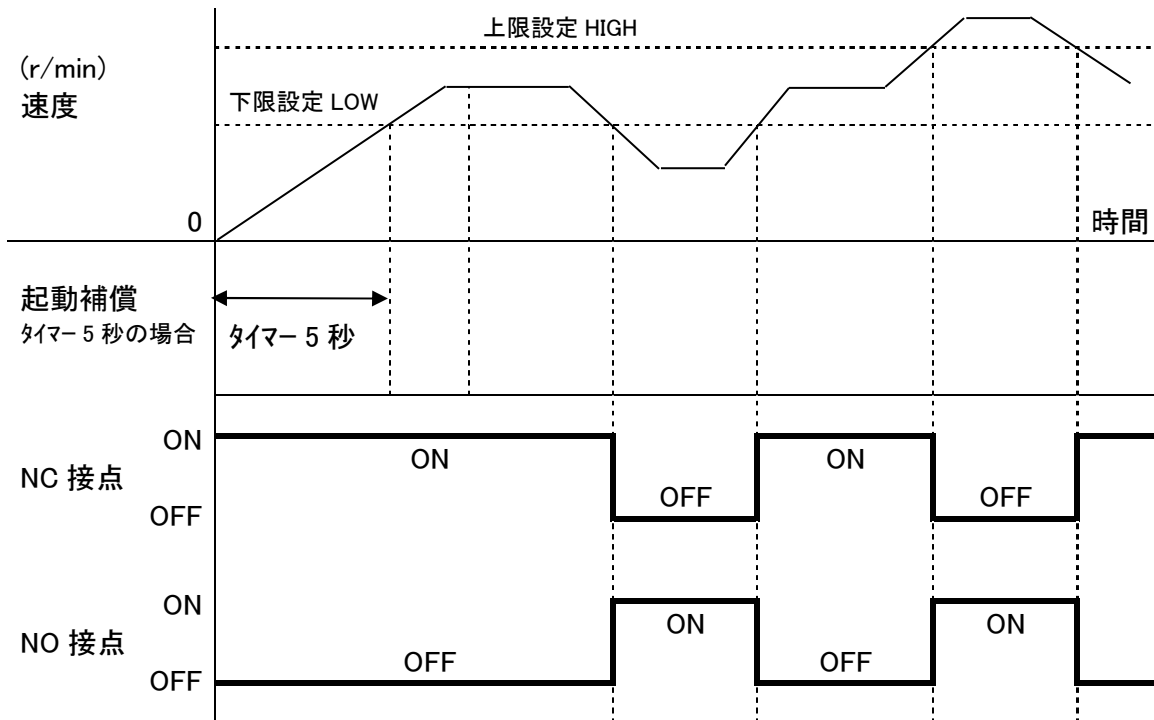 上限設定 HIGH
(r/min)
速度
下限設定 LOW
0
時間
起動補償
ﾀｲﾏｰ 5 秒の場合
ﾀｲﾏｰ 5 秒
ON
ON
ON
NC 接点
OFF
OFF
OFF
ON
ON
ON
NO 接点
OFF
OFF
OFF